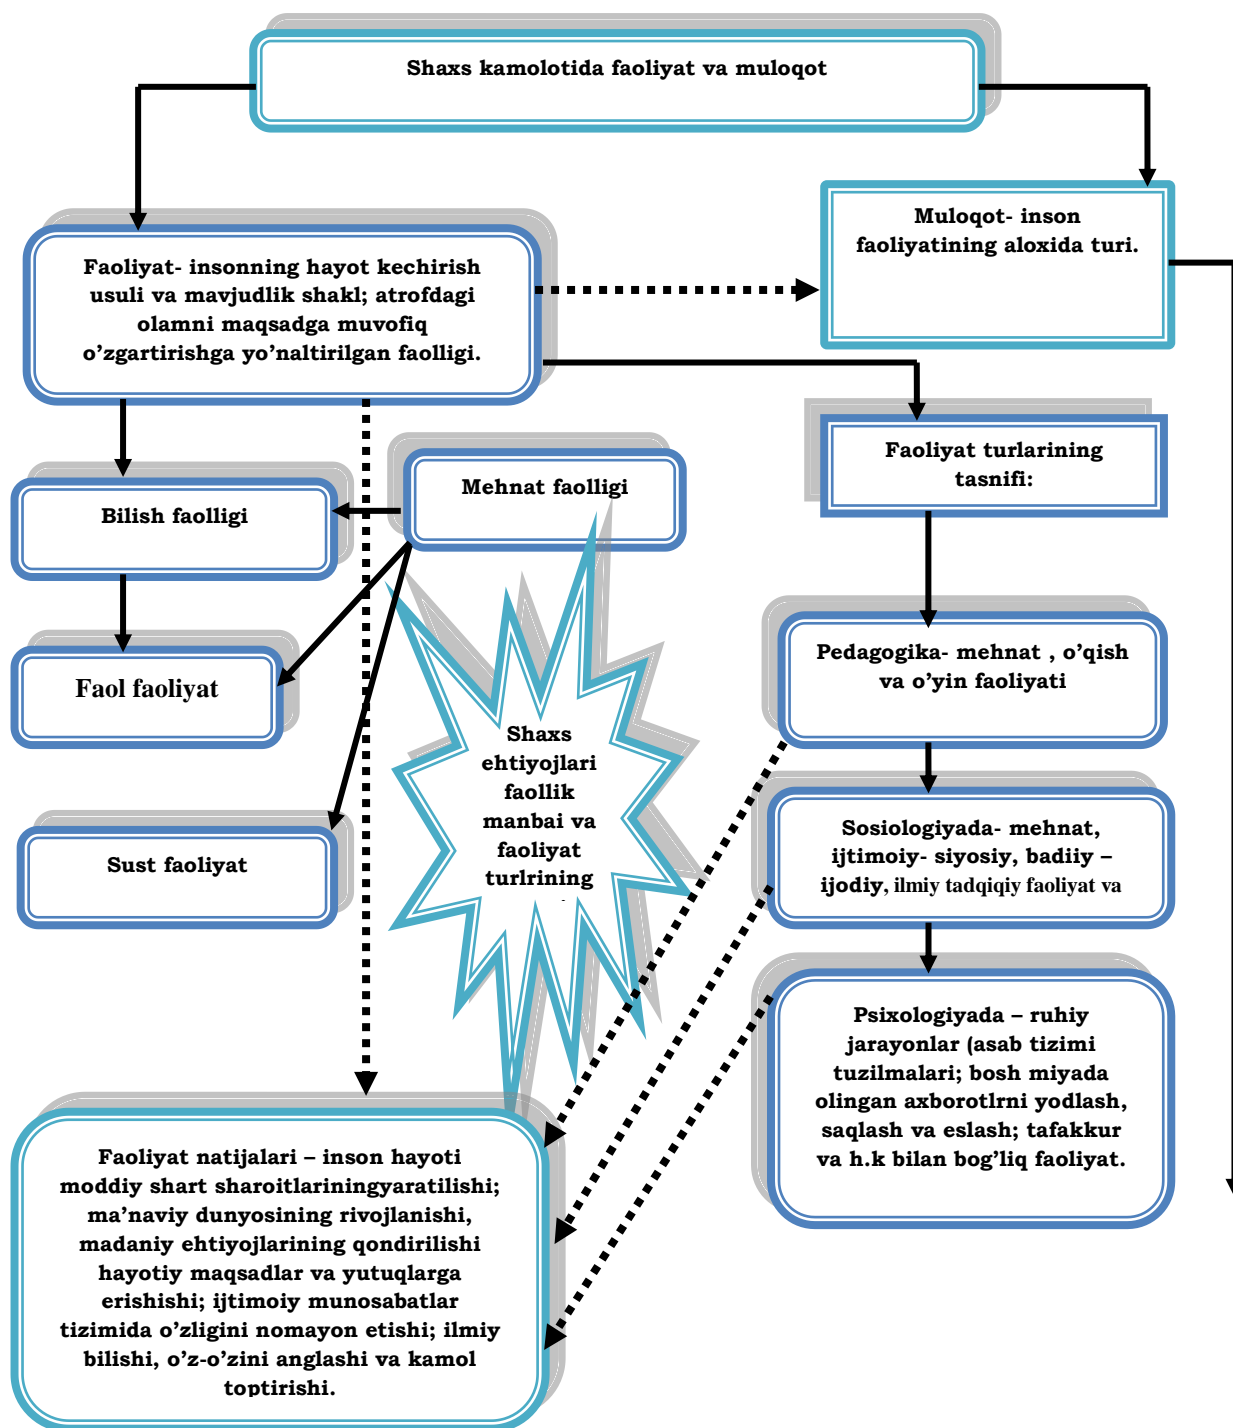 Shaxs kamolotida faoliyat va muloqot
Muloqot- inson
faoliyatining aloxida turi.
Faoliyat- insonning hayot kechirish
usuli va mavjudlik shakl; atrofdagi
olamni maqsadga muvofiq
o’zgartirishga yo’naltirilgan faolligi.
Faoliyat turlarining
tasnifi:
Mehnat faolligi
Bilish faolligi
Pedagogika- mehnat , o’qish
va o’yin faoliyati
Faol faoliyat
Shaxs
ehtiyojlari
faollik
manbai va
faoliyat
turlrining
Sosiologiyada- mehnat,
ijtimoiy- siyosiy, badiiy –
ijodiy, ilmiy tadqiqiy faoliyat va
Sust faoliyat
Psixologiyada – ruhiy
jarayonlar (asab tizimi
tuzilmalari; bosh miyada
olingan axborotlrni yodlash,
saqlash va eslash; tafakkur
va h.k bilan bog’liq faoliyat.
Faoliyat natijalari – inson hayoti
moddiy shart sharoitlariningyaratilishi;
ma’naviy dunyosining rivojlanishi,
madaniy ehtiyojlarining qondirilishi
hayotiy maqsadlar va yutuqlarga
erishishi; ijtimoiy munosabatlar
tizimida o’zligini nomayon etishi; ilmiy
bilishi, o’z-o’zini anglashi va kamol
toptirishi.